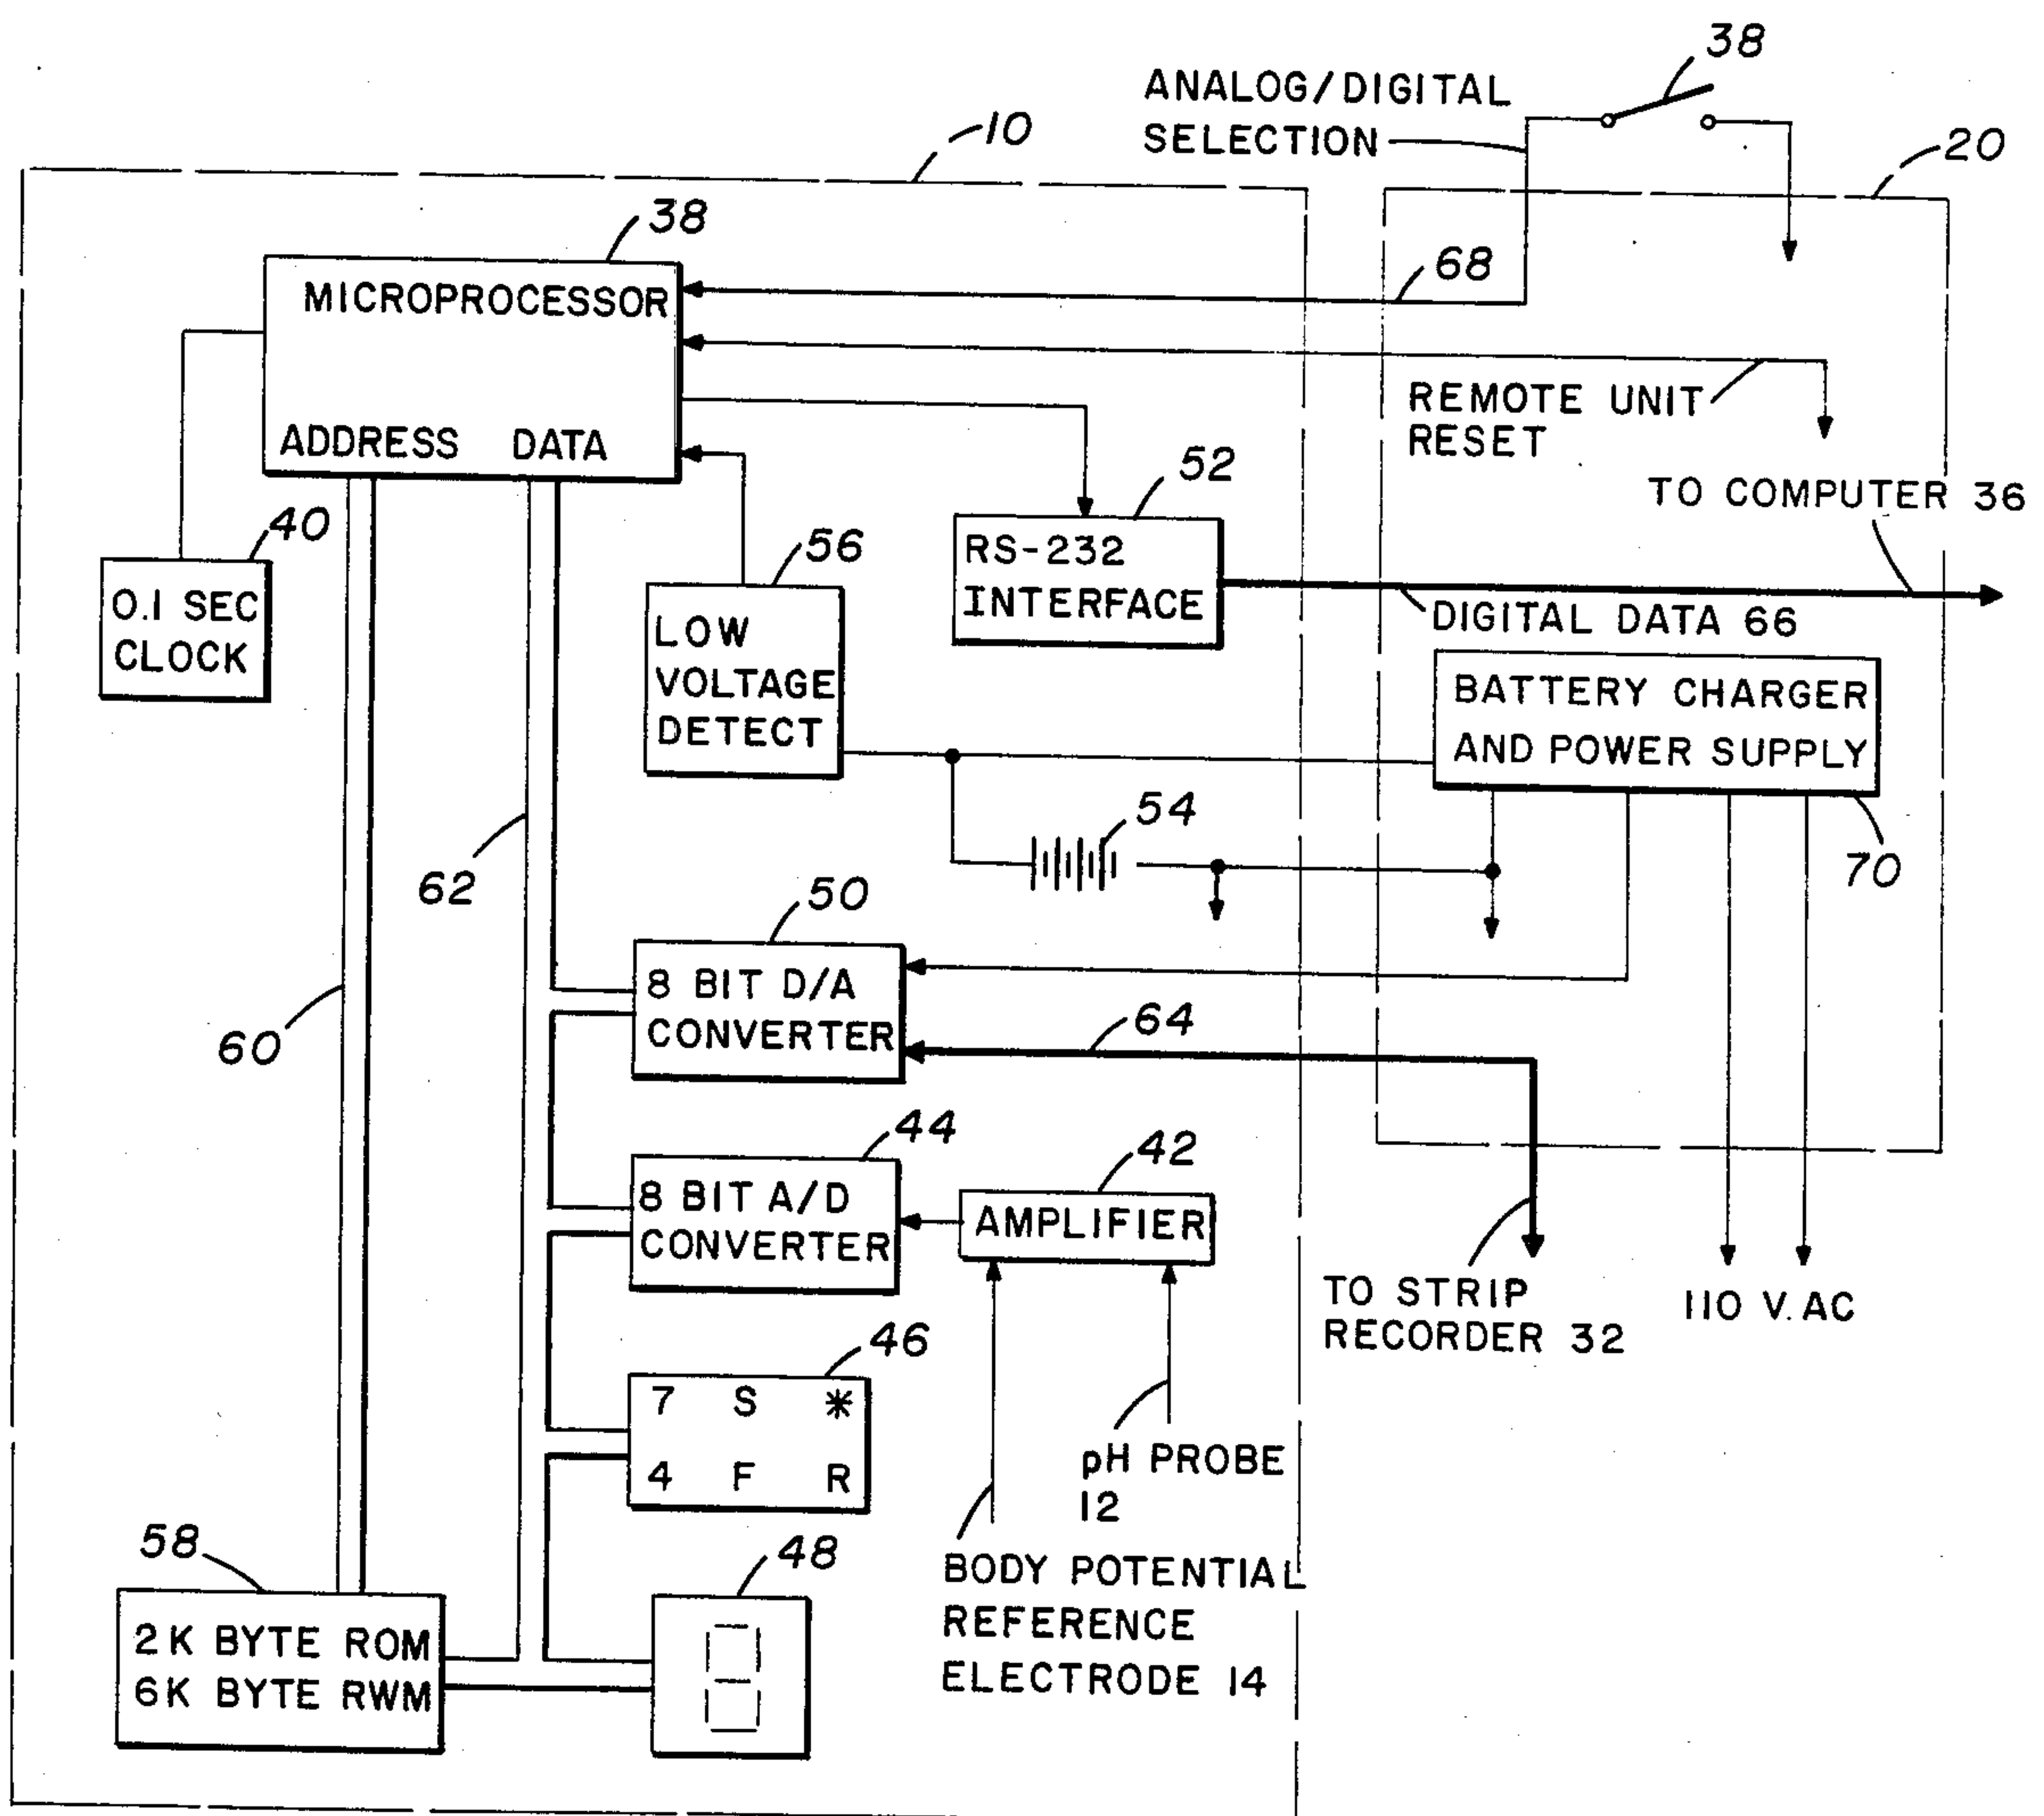 38
ANALOG/DIGITAL
SELECTION
10
20
38
MICROPROCESSOR
68
ADDRESS DATA
REMOTE UNIT
RESET
52
TO COMPUTER 36
40
56
RS-232
INTERFACE
0.1 SEC
CLOCK
LOW
VOLTAGE
DETECT
DIGITAL DATA 66
BATTERY CHARGER
AND POWER SUPPLY
54
70
62
50
8 BIT D/A
CONVERTER
60
64
44
42
8 BIT A/D
CONVERTER
AMPLIFIER
TO STRIP
RECORDER 32
110 V. AC
46
7 S *
4 F R
pH PROBE
12
58
48
BODY POTENTIAL
REFERENCE
ELECTRODE 14
2K BYTE ROM
6K BYTE RWM
8